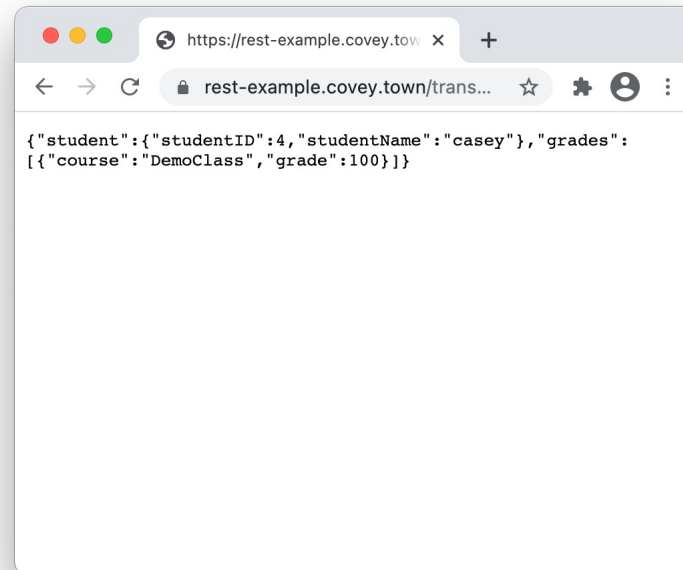 https://rest-example.covey.tow
rest-example.covey.town/trans...
{"student":{"studentID":4,"studentName":"casey"},"grades":
[{"course":"DemoClass","grade":100}]}